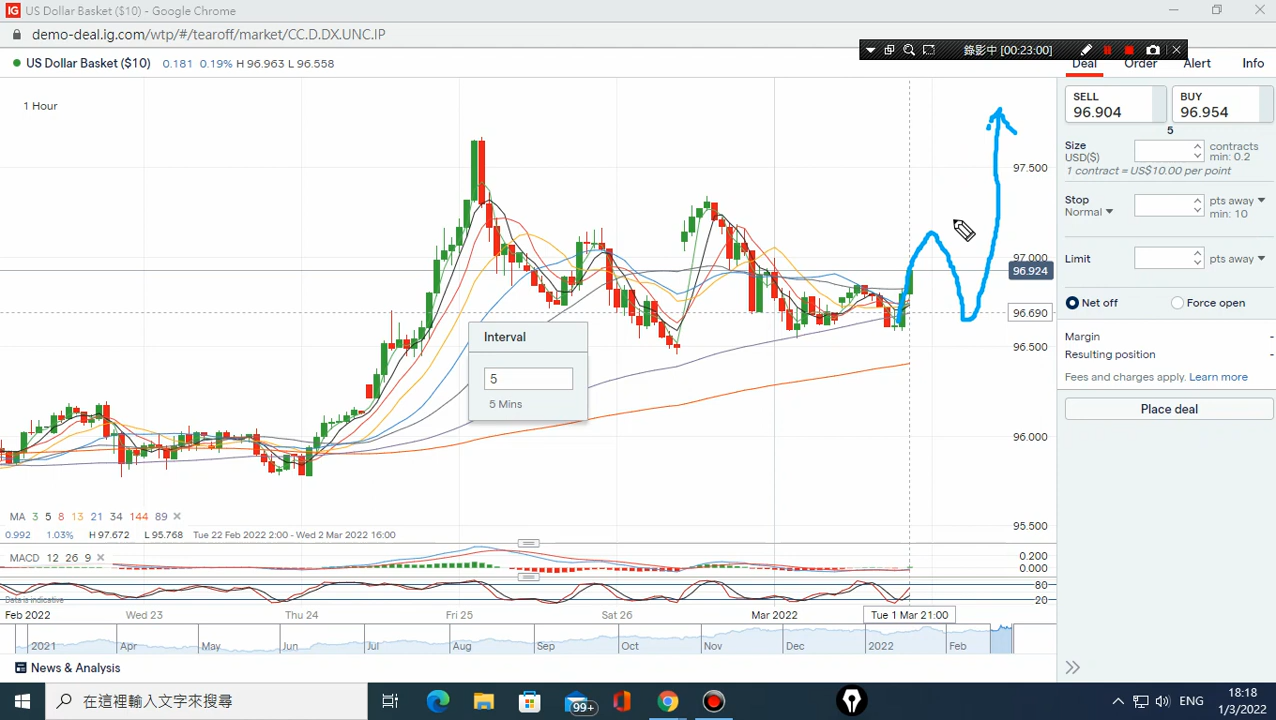 IG US Dollar Basket ($10) - Google Chrome
demo-deal.ig.com/wtp/#/tearoff/market/CC.D.DX.UNC.IP
錄影中 [00:23:00]
US Dollar Basket ($10) 0.181 0.19% H 96.963 L 96.558
Deal Order Alert Info
1 Hour
SELL
96.904
BUY
96.954
5
Size
USD($)
contracts
min: 0.2
1 contract = US$10.00 per point
Stop
Normal
pts away
min: 10
Limit
pts away
Net off
Force open
Margin -
Resulting position -
Fees and charges apply. Learn more
Place deal
97.500
97.000
96.924
96.690
96.500
96.000
95.500
Interval
5
5 Mins
MA 3 5 8 13 21 34 144 89
0.992 1.03% H 97.672 L 95.768 Tue 22 Feb 2022 2:00 - Wed 2 Mar 2022 16:00
MACD 12 26 9
0.200
0.000
80
20
Data is indicative
Feb 2022 Wed 23 Thu 24 Fri 25 Sat 26 Mar 2022 Tue 1 Mar 21:00
2021 Apr May Jun Jul Aug Sep Oct Nov Dec 2022 Feb
News & Analysis
在這裡輸入文字來搜尋
99+
ENG
18:18
1/3/2022